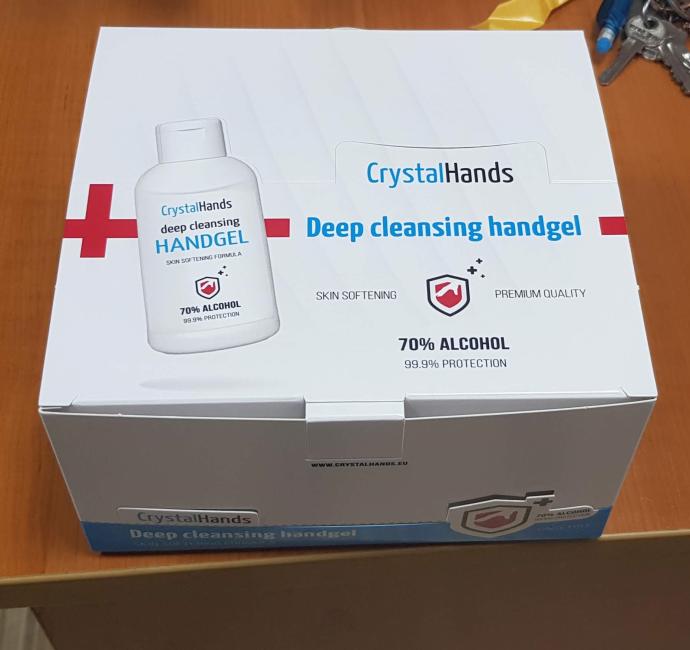 CrystalHands
deep cleansing
HANDGEL
SKIN SOFTENING FORMULA
70% ALCOHOL
99.9% PROTECTION
CrystalHands
Deep cleansing handgel
SKIN SOFTENING
PREMIUM QUALITY
70% ALCOHOL
99.9% PROTECTION
WWW.CRYSTALHANDS.EU
CrystalHands
Deep cleansing handgel
70% ALCOHOL